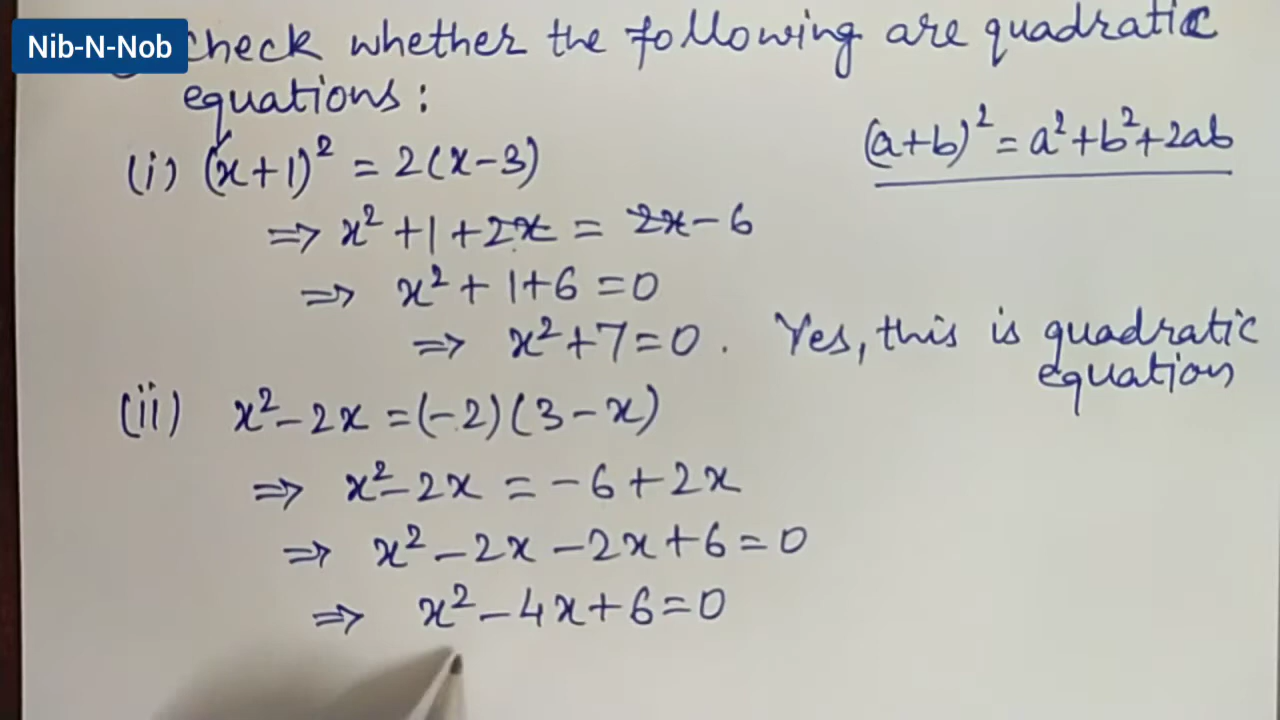 Nib-N-Nob
check whether the following are quadratic
equations:
(a+b)² = a²+b²+2ab
(i) (x+1)² = 2(x-3)
⇒ x²+1+2x = 2x-6
⇒ x²+1+6=0
⇒ x²+7=0. Yes, this is quadratic
equation
(ii) x²-2x=(-2)(3-x)
⇒ x²-2x = -6+2x
⇒ x²-2x-2x+6=0
⇒ x²-4x+6=0